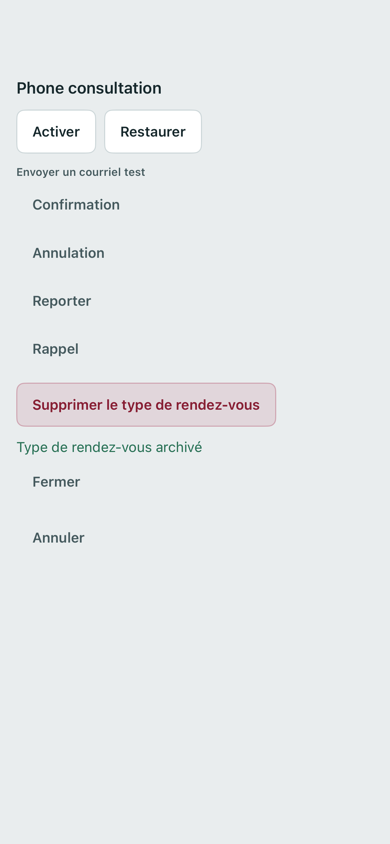 Phone consultation
Activer
Restaurer
Envoyer un courriel test
Confirmation
Annulation
Reporter
Rappel
Supprimer le type de rendez-vous
Type de rendez-vous archivé
Fermer
Annuler